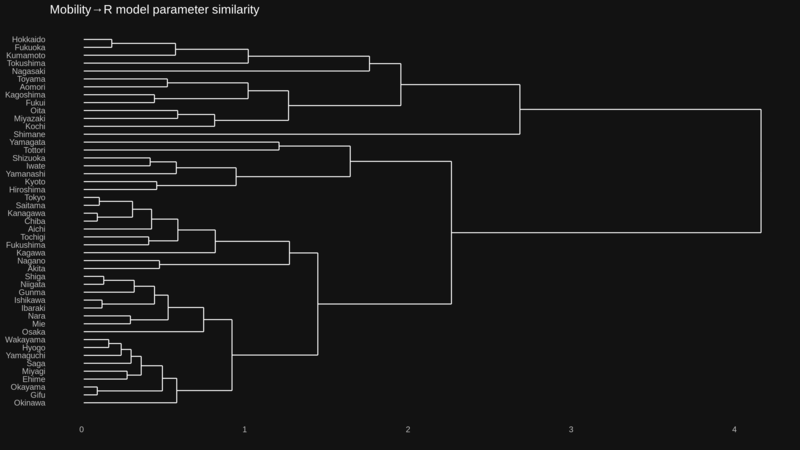 Mobility→R model parameter similarity
Hokkaido
Fukuoka
Kumamoto
Tokushima
Nagasaki
Toyama
Aomori
Kagoshima
Fukui
Oita
Miyazaki
Kochi
Shimane
Yamagata
Tottori
Shizuoka
Iwate
Yamanashi
Kyoto
Hiroshima
Tokyo
Saitama
Kanagawa
Chiba
Aichi
Tochigi
Fukushima
Kagawa
Nagano
Akita
Shiga
Niigata
Gunma
Ishikawa
Ibaraki
Nara
Mie
Osaka
Wakayama
Hyogo
Yamaguchi
Saga
Miyagi
Ehime
Okayama
Gifu
Okinawa
0 1 2 3 4